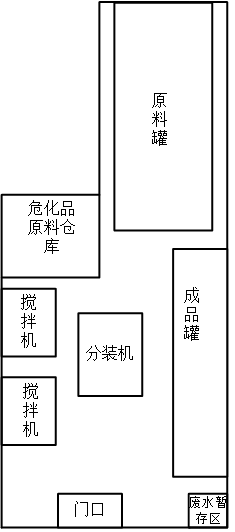 原
料
罐
危化品
原料仓
库
成
品
罐
搅
拌
机
分装机
搅
拌
机
门口
废水暂
存区